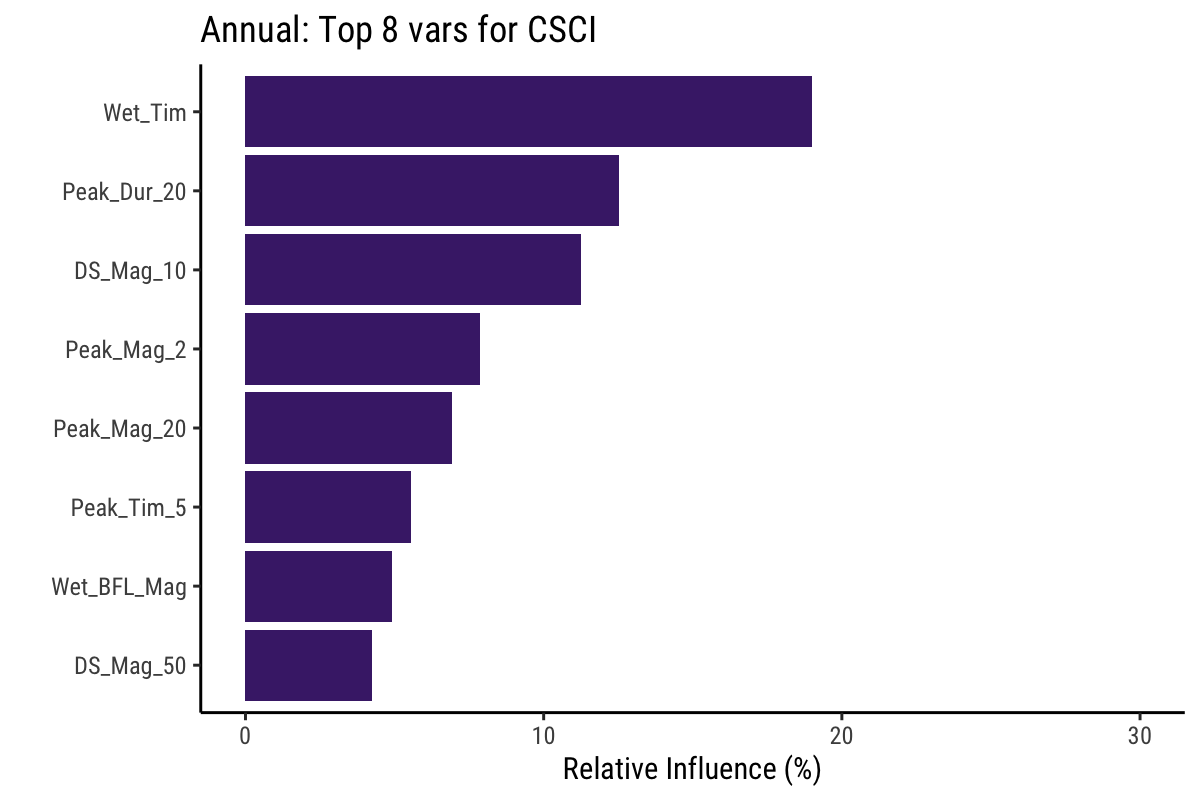 Annual: Top 8 vars for CSCI
Wet_Tim
Peak_Dur_20
DS_Mag_10
Peak_Mag_2
Peak_Mag_20
Peak_Tim_5
Wet_BFL_Mag
DS_Mag_50
0 10 20 30
Relative Influence (%)